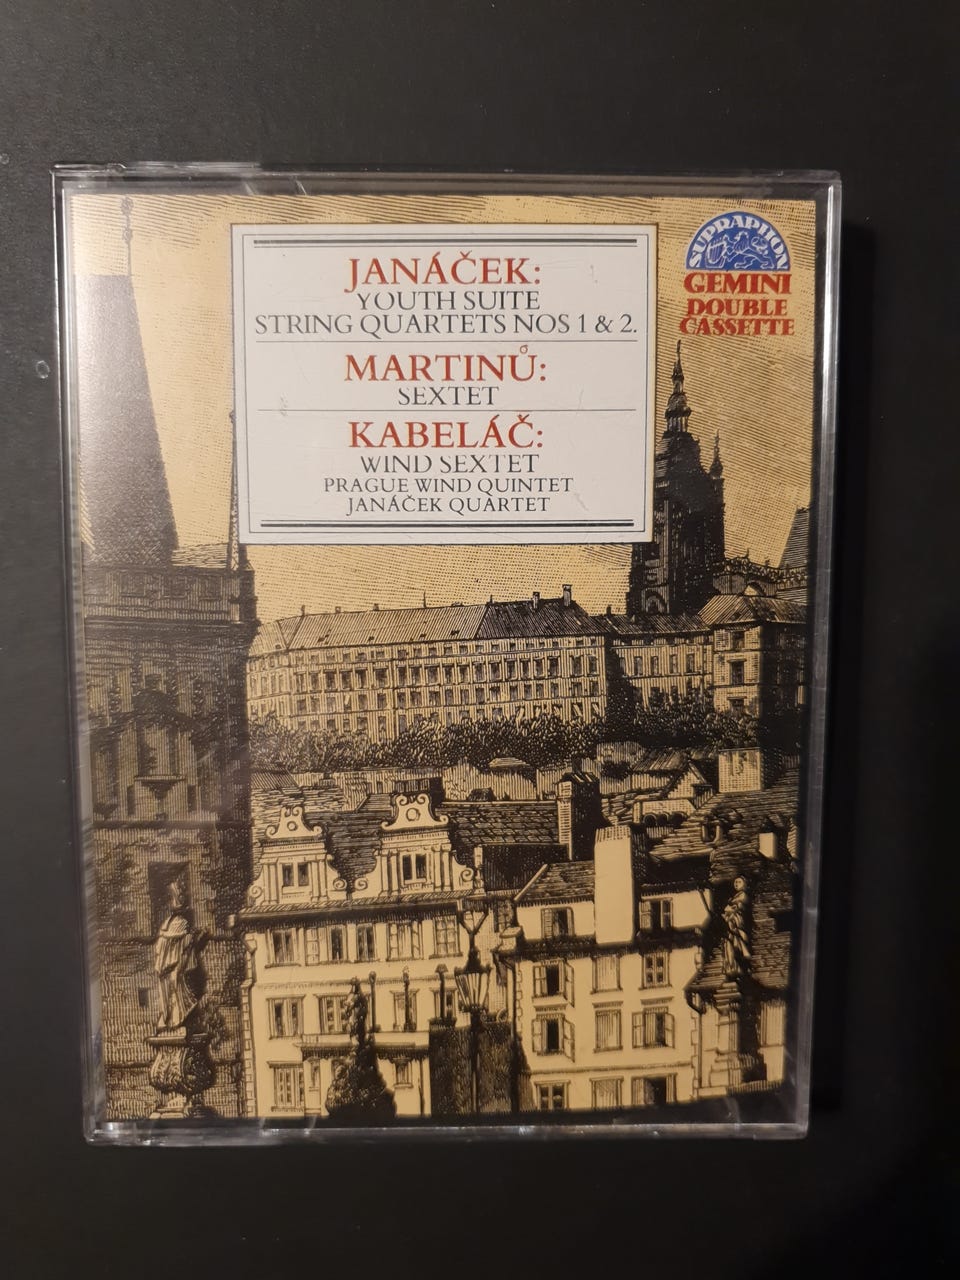 JANÁČEK:
YOUTH SUITE
STRING QUARTETS NOS 1 & 2.
MARTINŮ:
SEXTET
KABELÁČ:
WIND SEXTET
PRAGUE WIND QUINTET
JANÁČEK QUARTET
SUPRAPHON
GEMINI
DOUBLE
CASSETTE